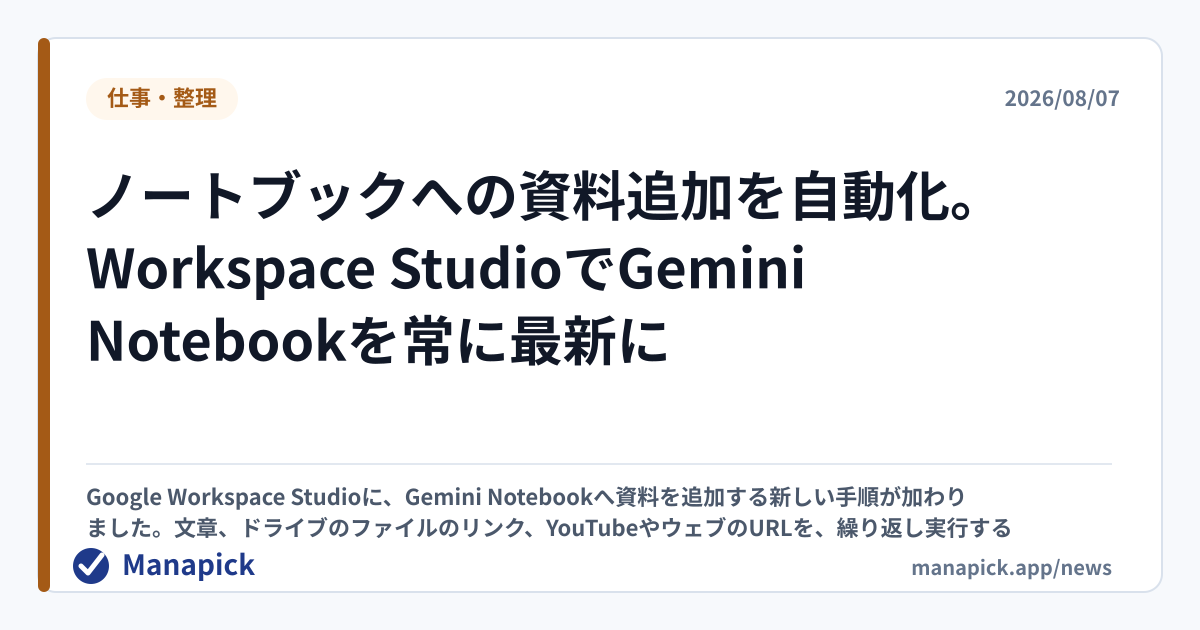 仕事・整理
2026/08/07
ノートブックへの資料追加を自動化。
Workspace StudioでGemini
Notebookを常に最新に
Google Workspace Studioに、Gemini Notebookへ資料を追加する新しい手順が加わり
ました。文章、ドライブのファイルのリンク、YouTubeやウェブのURLを、繰り返し実行する
Manapick
manapick.app/news